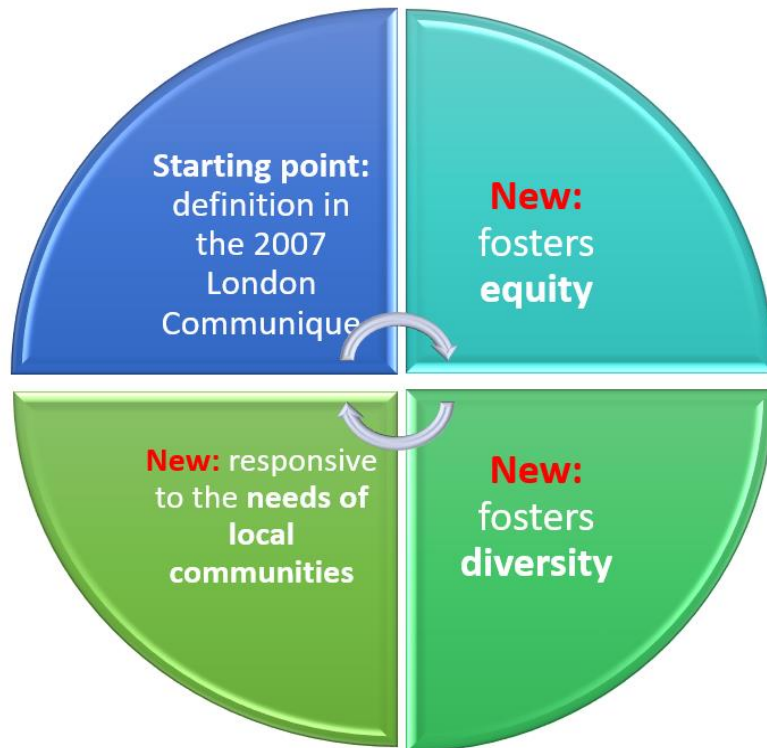 Starting point:
definition in
the 2007
London
Communique
New:
fosters
equity
New: responsive
to the needs of
local
communities
New:
fosters
diversity